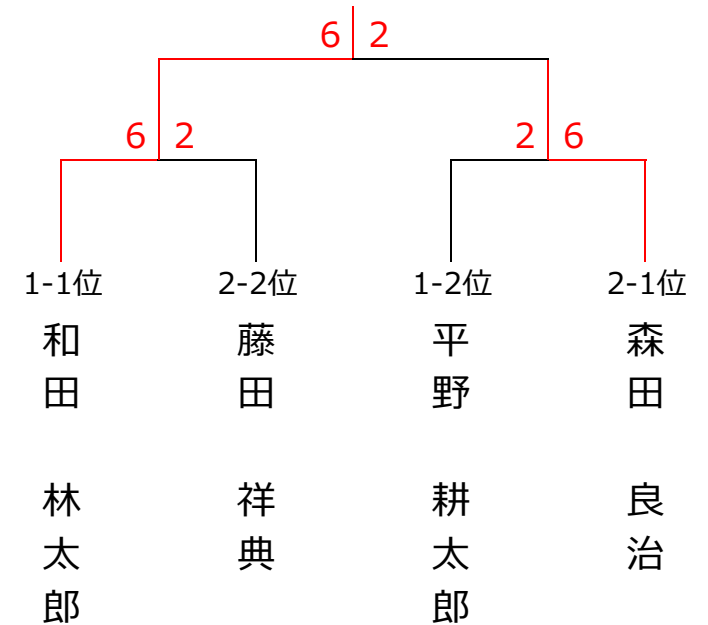 6 2
6 2
2 6
1-1位
2-2位
1-2位
2-1位
和田 林太郎
藤田 祥典
平野 耕太郎
森田 良治